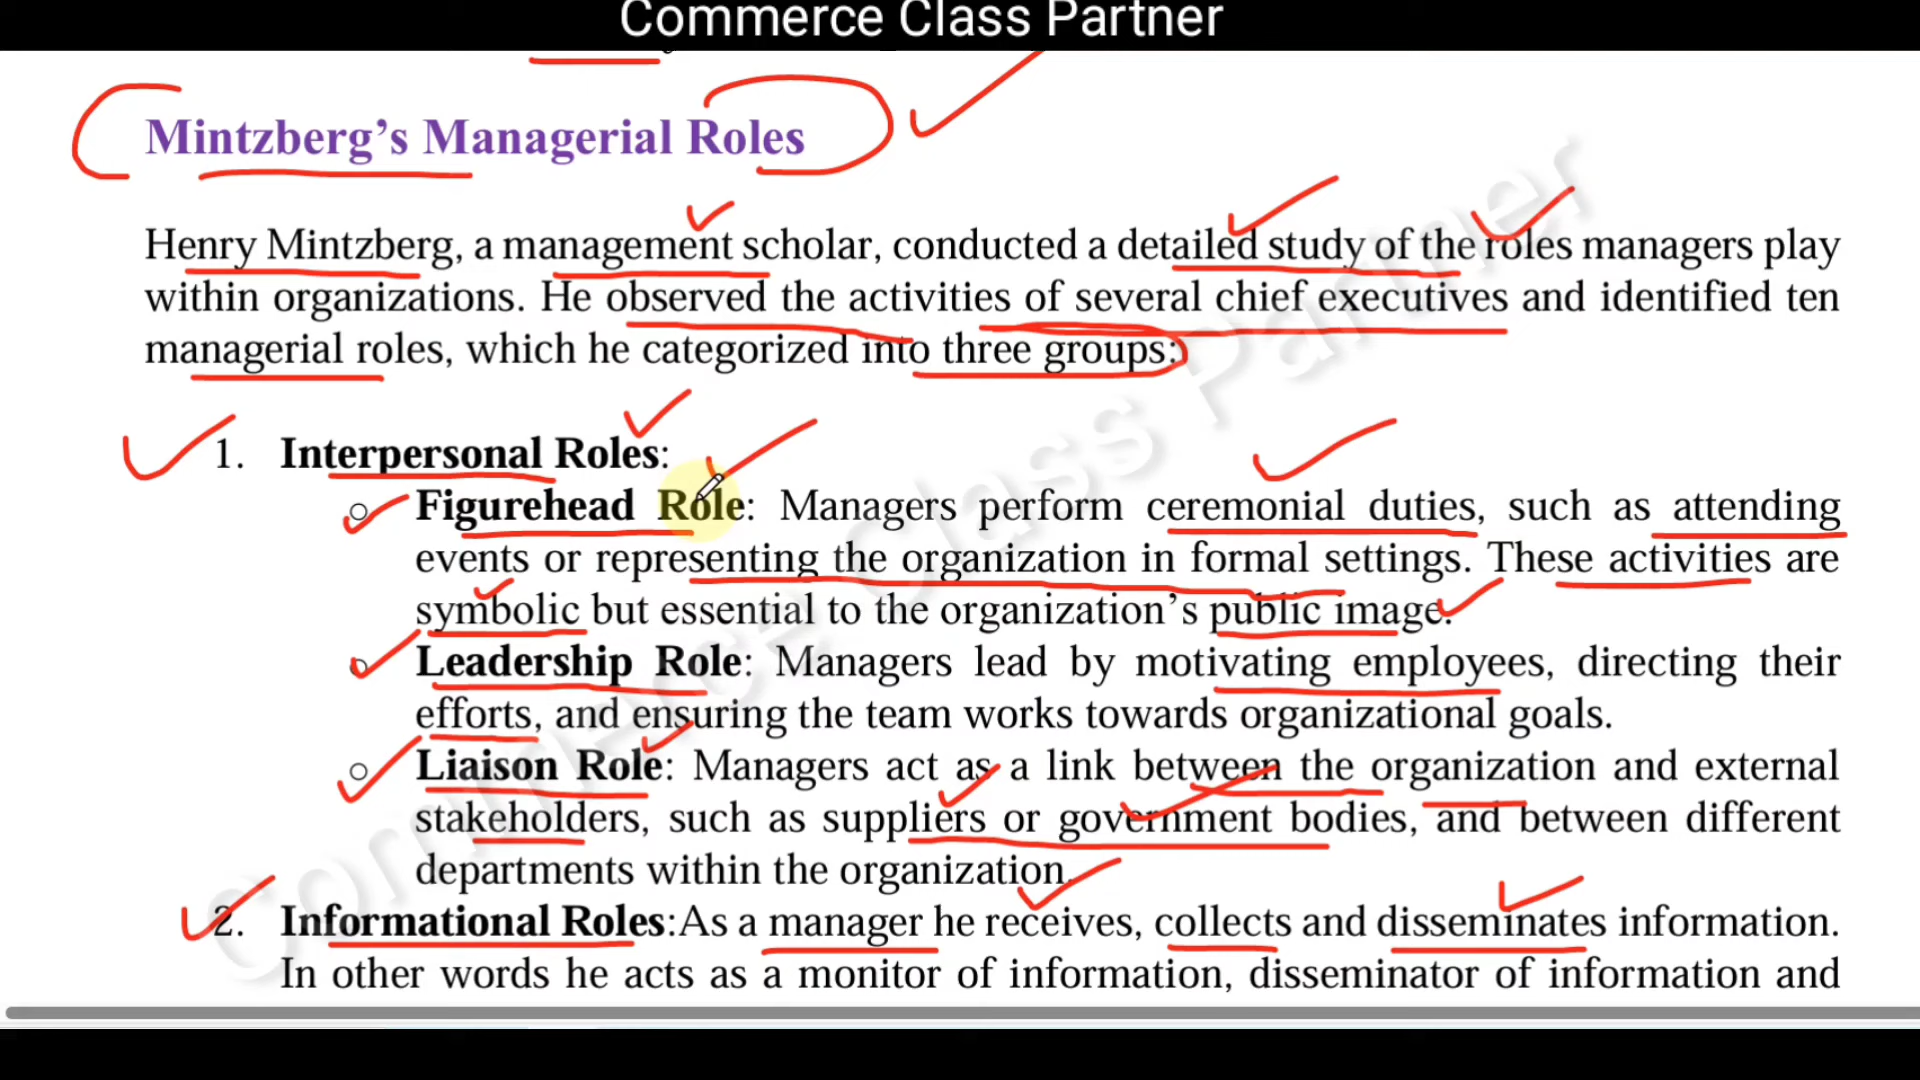 Commerce Class Partner
Mintzberg’s Managerial Roles
Henry Mintzberg, a management scholar, conducted a detailed study of the roles managers play
within organizations. He observed the activities of several chief executives and identified ten
managerial roles, which he categorized into three groups:
1. Interpersonal Roles:
○ Figurehead Role: Managers perform ceremonial duties, such as attending
events or representing the organization in formal settings. These activities are
symbolic but essential to the organization’s public image.
○ Leadership Role: Managers lead by motivating employees, directing their
efforts, and ensuring the team works towards organizational goals.
○ Liaison Role: Managers act as a link between the organization and external
stakeholders, such as suppliers or government bodies, and between different
departments within the organization.
2. Informational Roles:As a manager he receives, collects and disseminates information.
In other words he acts as a monitor of information, disseminator of information and
Commerce Class Partner